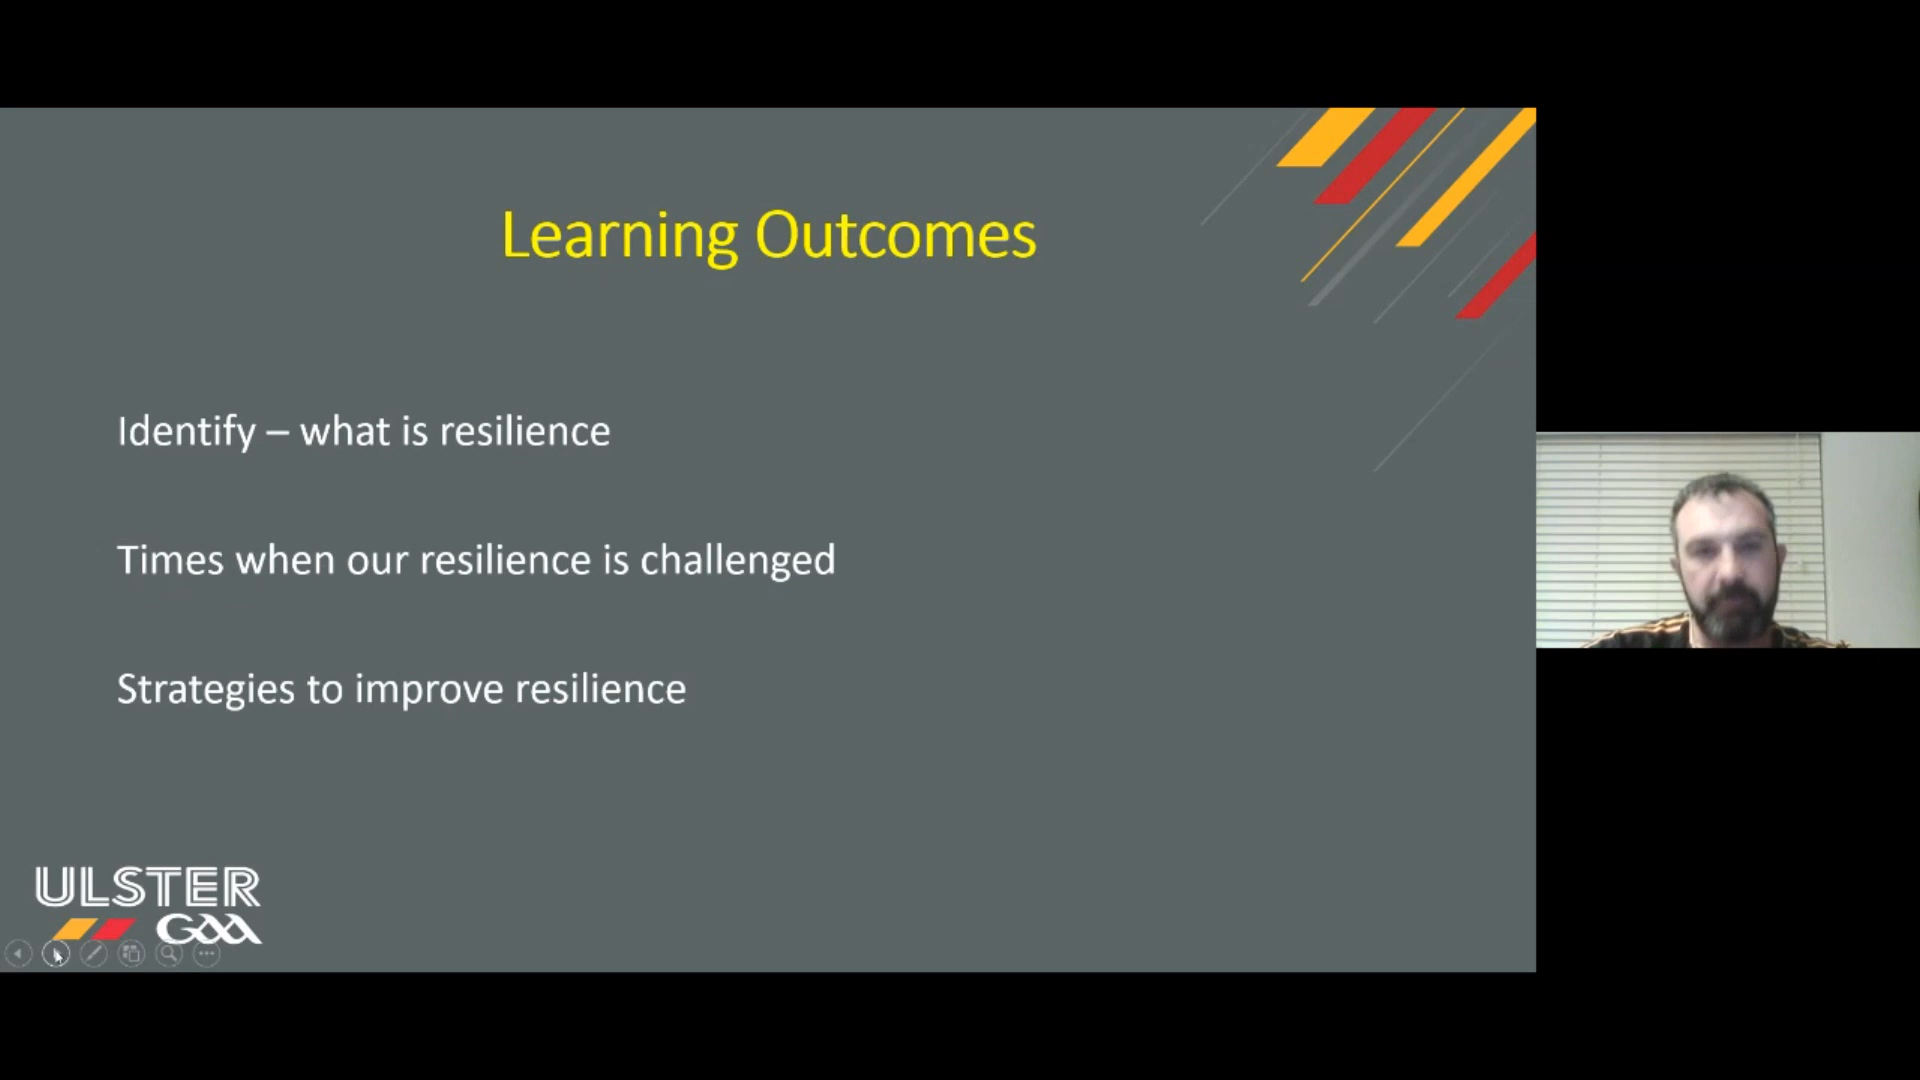 Learning Outcomes
Identify – what is resilience
Times when our resilience is challenged
Strategies to improve resilience
ULSTER
GAA